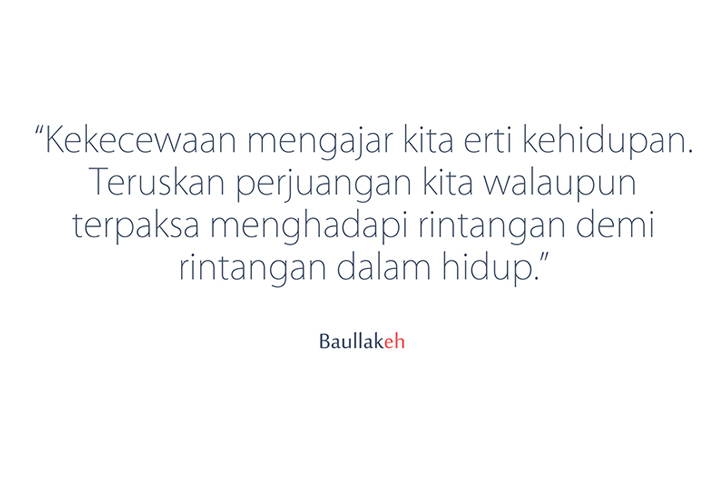 “Kekecewaan mengajar kita erti kehidupan.
Teruskan perjuangan kita walaupun
terpaksa menghadapi rintangan demi
rintangan dalam hidup.”
Baullakeh